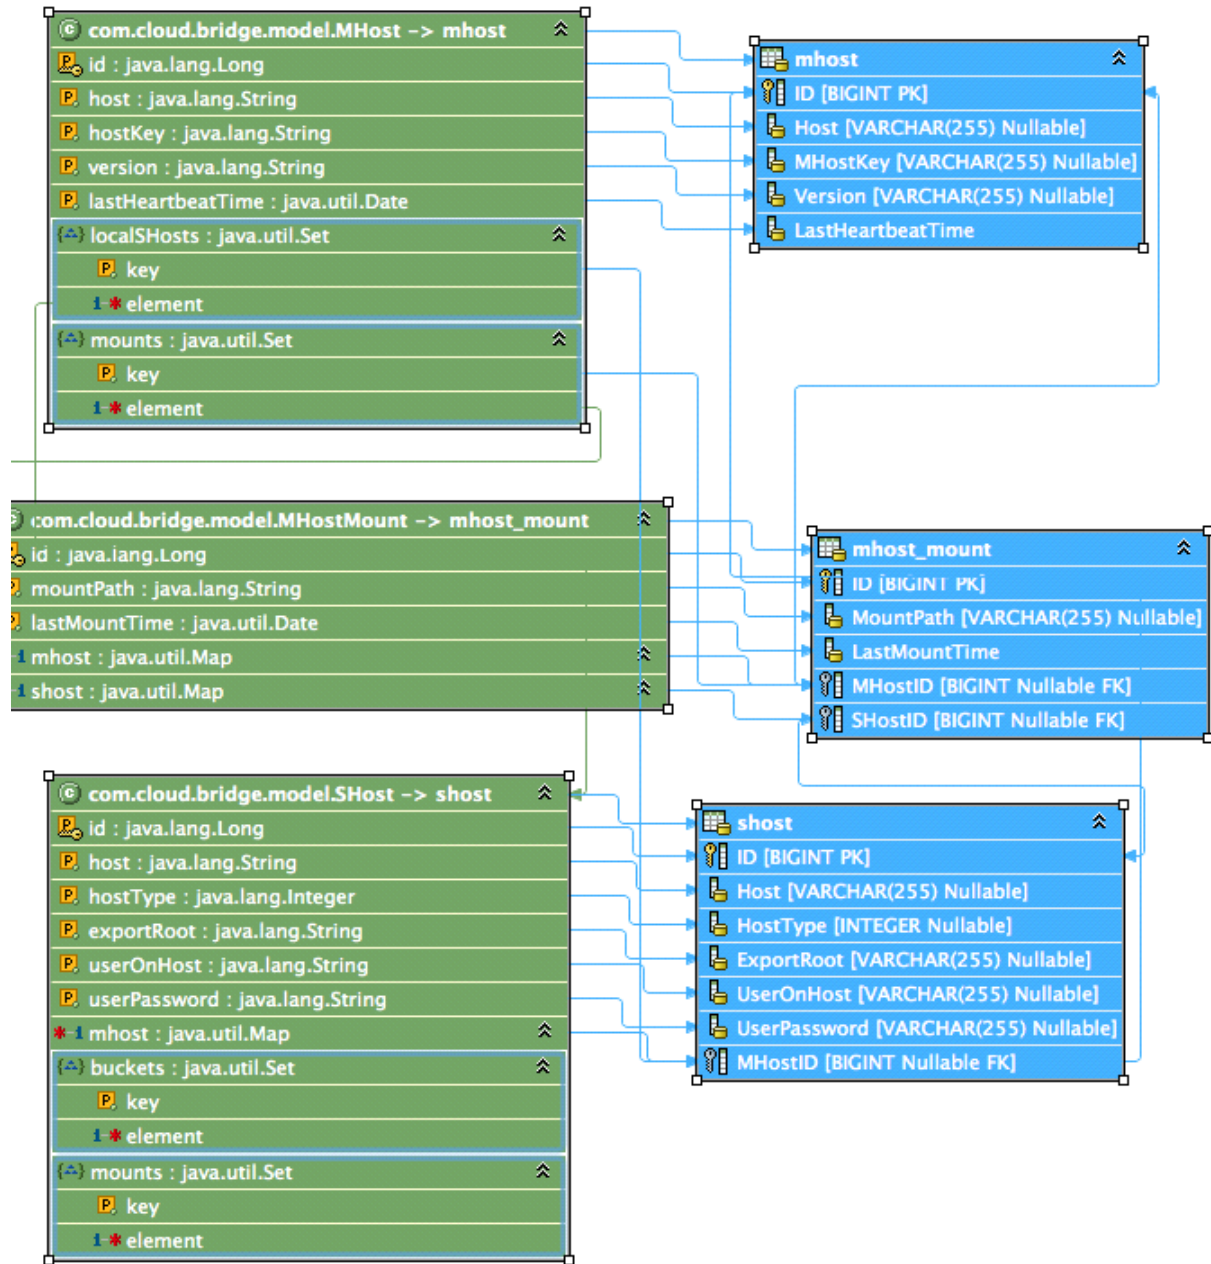 com.cloud.bridge.model.MHost -> mhost
id : java.lang.Long
host : java.lang.String
hostKey : java.lang.String
version : java.lang.String
lastHeartbeatTime : java.util.Date
localSHosts : java.util.Set
key
element
mounts : java.util.Set
key
element
mhost
ID [BIGINT PK]
Host [VARCHAR(255) Nullable]
MHostKey [VARCHAR(255) Nullable]
Version [VARCHAR(255) Nullable]
LastHeartbeatTime
com.cloud.bridge.model.MHostMount -> mhost_mount
id : java.lang.Long
mountPath : java.lang.String
lastMountTime : java.util.Date
mhost : java.util.Map
shost : java.util.Map
mhost_mount
ID [BIGINT PK]
MountPath [VARCHAR(255) Nullable]
LastMountTime
MHostID [BIGINT Nullable FK]
SHostID [BIGINT Nullable FK]
com.cloud.bridge.model.SHost -> shost
id : java.lang.Long
host : java.lang.String
hostType : java.lang.Integer
exportRoot : java.lang.String
userOnHost : java.lang.String
userPassword : java.lang.String
mhost : java.util.Map
buckets : java.util.Set
key
element
mounts : java.util.Set
key
element
shost
ID [BIGINT PK]
Host [VARCHAR(255) Nullable]
HostType [INTEGER Nullable]
ExportRoot [VARCHAR(255) Nullable]
UserOnHost [VARCHAR(255) Nullable]
UserPassword [VARCHAR(255) Nullable]
MHostID [BIGINT Nullable FK]